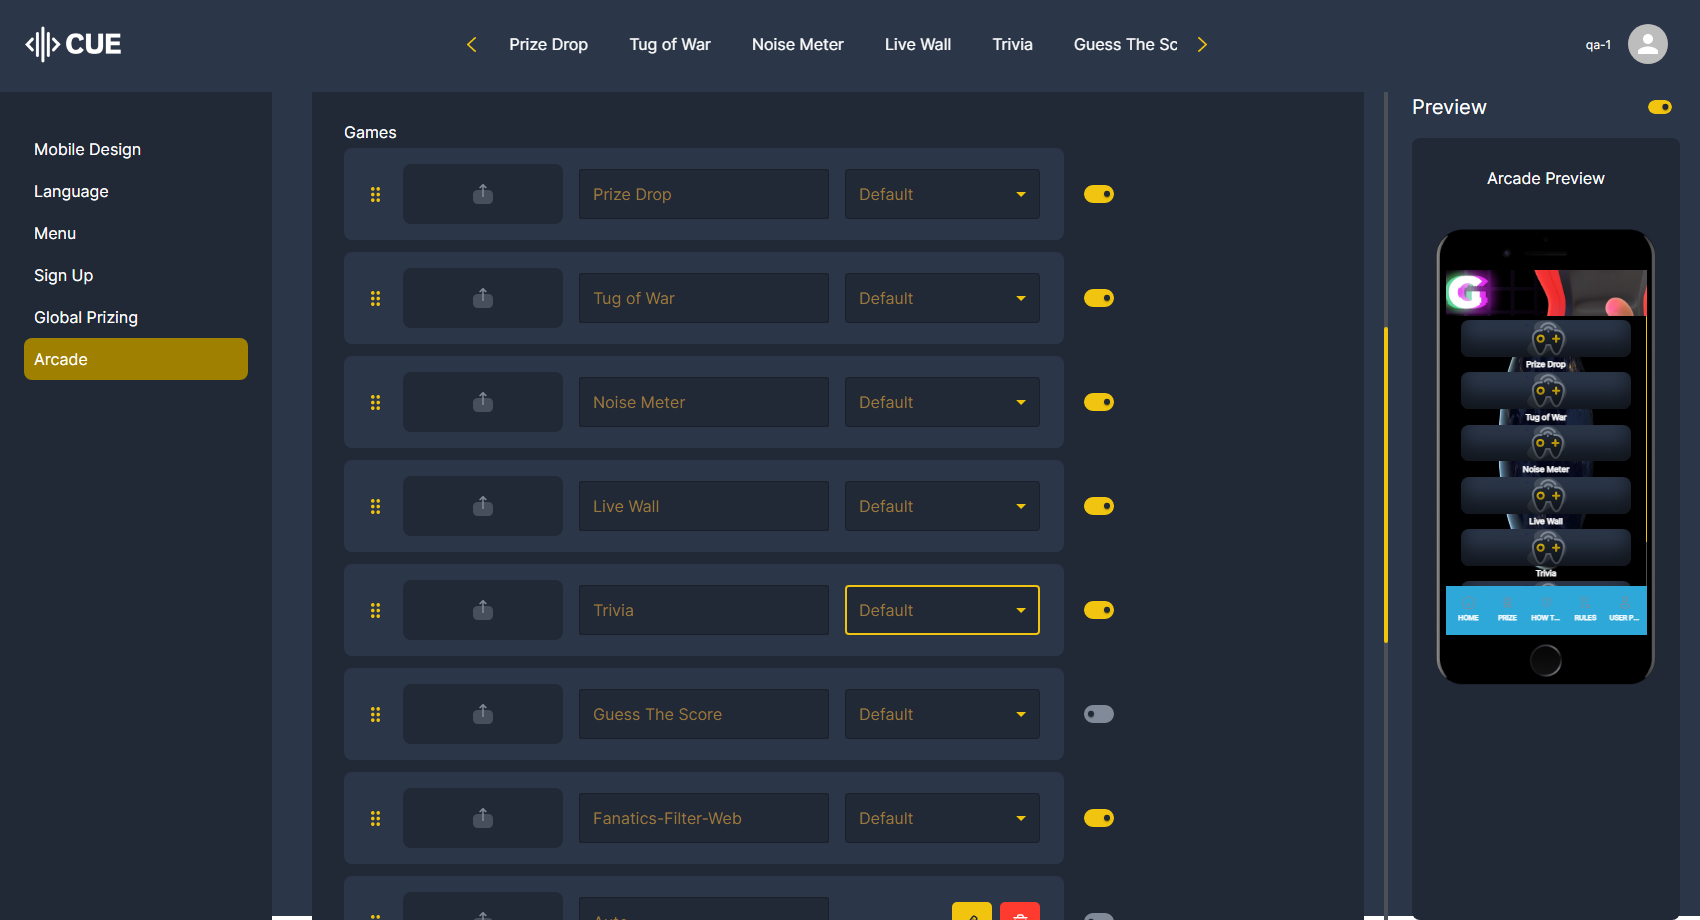 CUE
Prize Drop Tug of War Noise Meter Live Wall Trivia Guess The Sc
qa-1
Mobile Design
Language
Menu
Sign Up
Global Prizing
Arcade
Games
Prize Drop Default
Tug of War Default
Noise Meter Default
Live Wall Default
Trivia Default
Guess The Score Default
Fanatics-Filter-Web Default
Preview
Arcade Preview
G
Prize Drop
Tug of War
Noise Meter
Live Wall
Trivia
HOME PRIZE HOW T... RULES USER P...